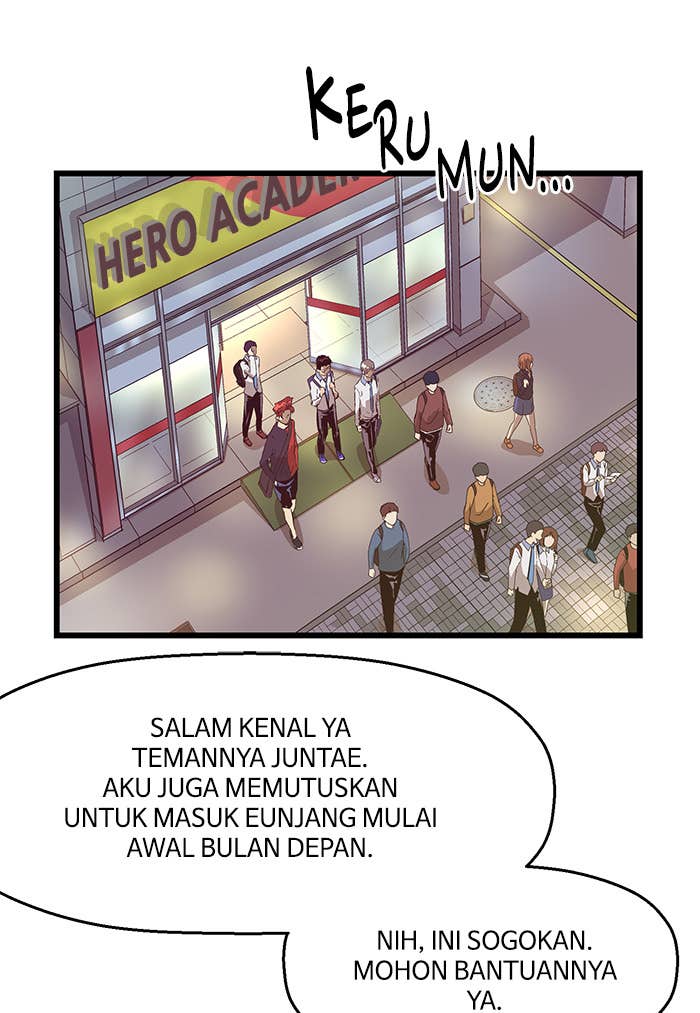 KERUMUN...
HERO ACADEM
SALAM KENAL YA
TEMANNYA JUNTAE.
AKU JUGA MEMUTUSKAN
UNTUK MASUK EUNJANG MULAI
AWAL BULAN DEPAN.
NIH, INI SOGOKAN.
MOHON BANTUANNYA
YA.